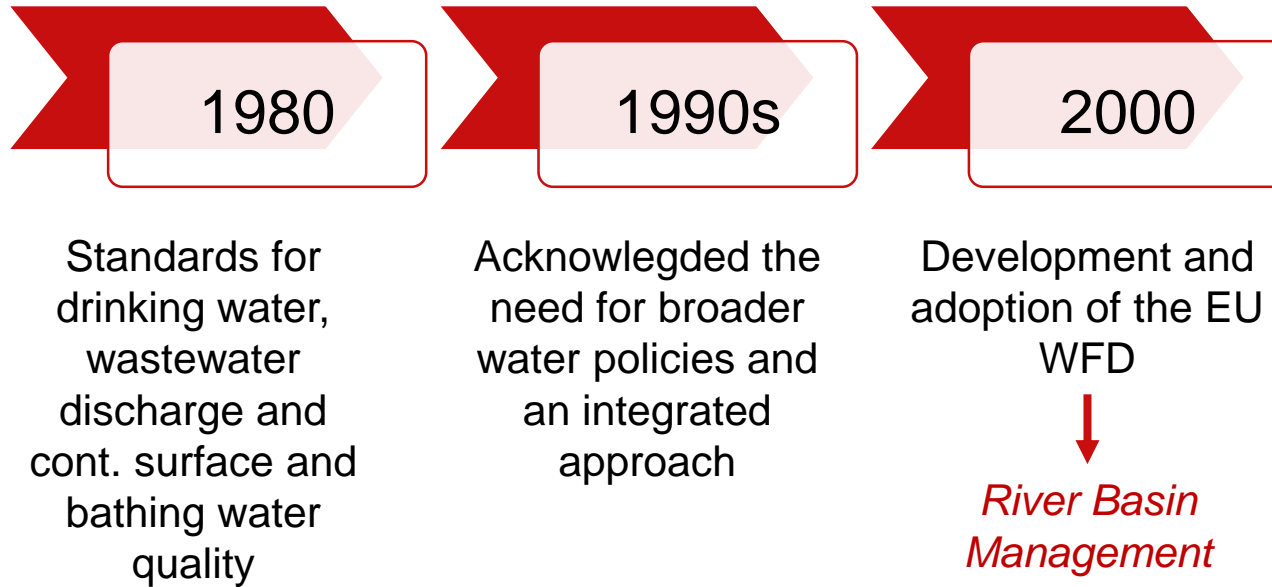 1980
Standards for
drinking water,
wastewater
discharge and
cont. surface and
bathing water
quality
1990s
Acknowlegded the
need for broader
water policies and
an integrated
approach
2000
Development and
adoption of the EU
WFD
River Basin
Management